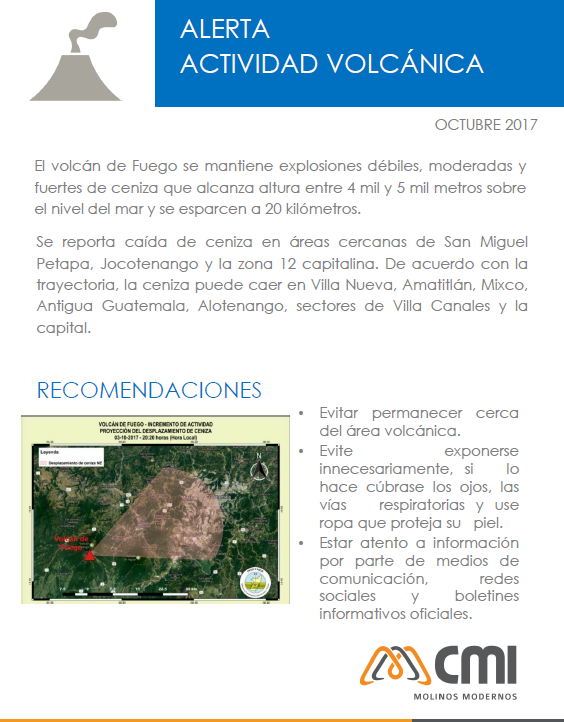 ALERTA
ACTIVIDAD VOLCÁNICA
OCTUBRE 2017
El volcán de Fuego se mantiene explosiones débiles, moderadas y
fuertes de ceniza que alcanza altura entre 4 mil y 5 mil metros sobre
el nivel del mar y se esparcen a 20 kilómetros.
Se reporta caída de ceniza en áreas cercanas de San Miguel
Petapa, Jocotenango y la zona 12 capitalina. De acuerdo con la
trayectoria, la ceniza puede caer en Villa Nueva, Amatitlán, Mixco,
Antigua Guatemala, Alotenango, sectores de Villa Canales y la
capital.
RECOMENDACIONES
VOLCÁN DE FUEGO - INCREMENTO DE ACTIVIDAD
PROYECCIÓN DEL DESPLAZAMIENTO DE CENIZA
03-10-2017 - 20:20 horas (Hora Local)
Leyenda
Desplazamiento de ceniza NE
N
Volcán de
Fuego
• Evitar permanecer cerca
del área volcánica.
• Evite exponerse
innecesariamente, si lo
hace cúbrase los ojos, las
vías respiratorias y use
ropa que proteja su piel.
• Estar atento a información
por parte de medios de
comunicación, redes
sociales y boletines
informativos oficiales.
CMI
MOLINOS MODERNOS